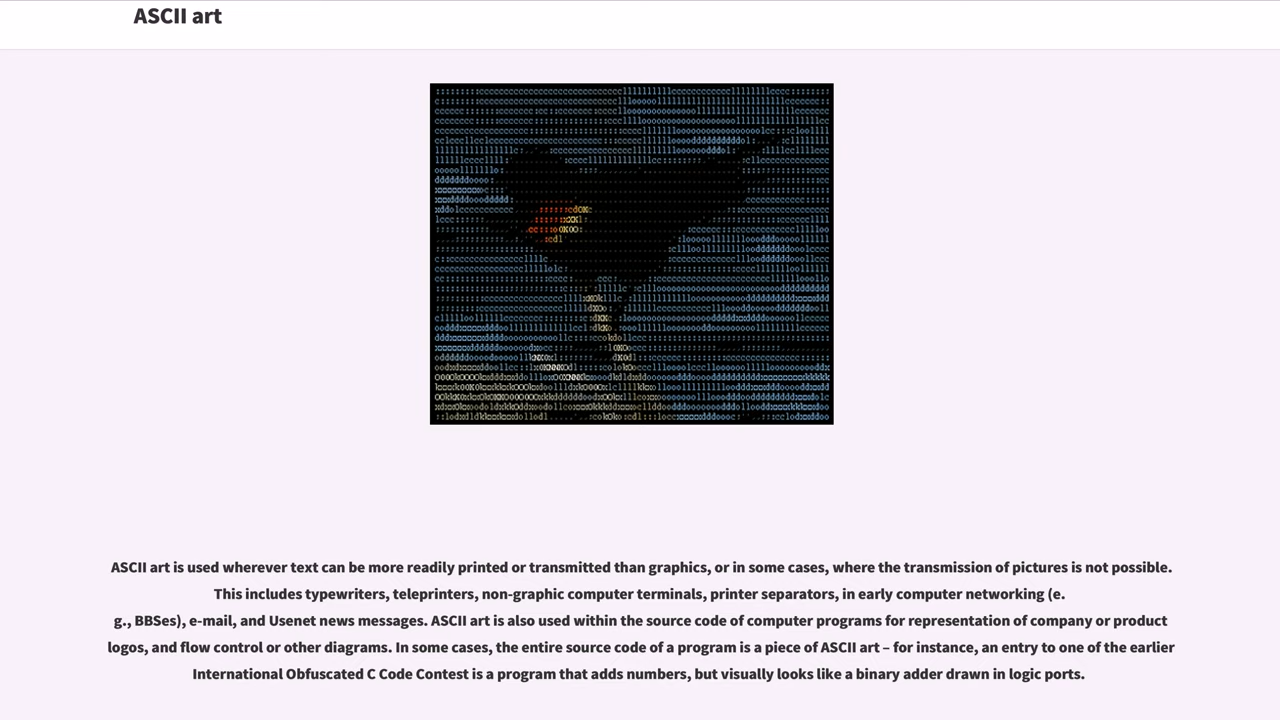 ASCII art
ASCII art is used wherever text can be more readily printed or transmitted than graphics, or in some cases, where the transmission of pictures is not possible.
This includes typewriters, teleprinters, non-graphic computer terminals, printer separators, in early computer networking (e.
g., BBSes), e-mail, and Usenet news messages. ASCII art is also used within the source code of computer programs for representation of company or product
logos, and flow control or other diagrams. In some cases, the entire source code of a program is a piece of ASCII art – for instance, an entry to one of the earlier
International Obfuscated C Code Contest is a program that adds numbers, but visually looks like a binary adder drawn in logic ports.